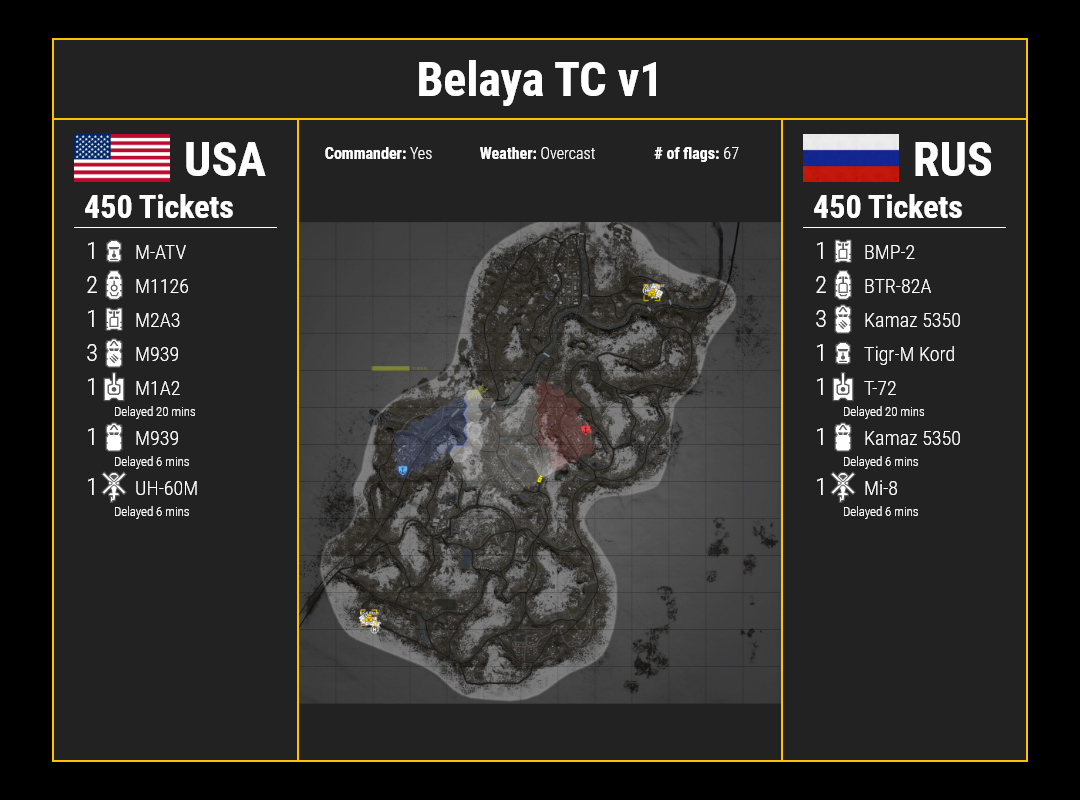 Belaya TC v1
USA
450 Tickets
1 M-ATV
2 M1126
1 M2A3
3 M939
1 M1A2
Delayed 20 mins
1 M939
Delayed 6 mins
1 UH-60M
Delayed 6 mins
Commander: Yes Weather: Overcast # of flags: 67
RUS
450 Tickets
1 BMP-2
2 BTR-82A
3 Kamaz 5350
1 Tigr-M Kord
1 T-72
Delayed 20 mins
1 Kamaz 5350
Delayed 6 mins
1 Mi-8
Delayed 6 mins